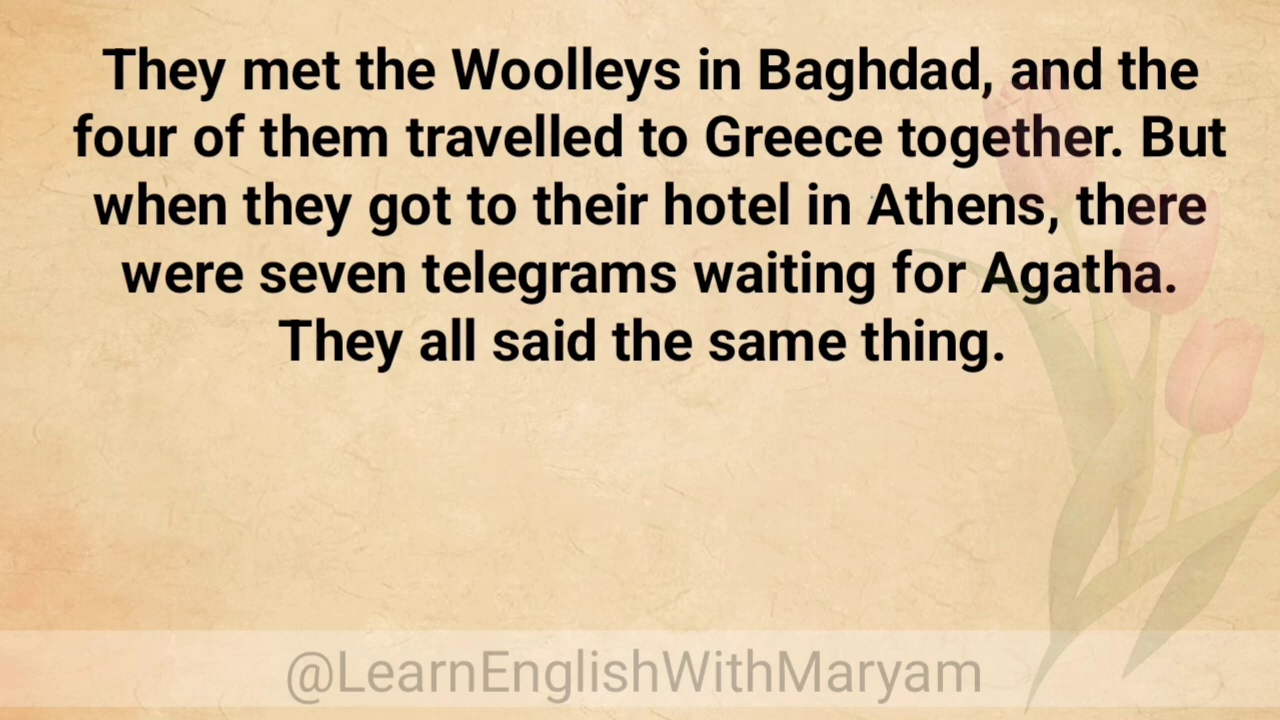 They met the Woolleys in Baghdad, and the
four of them travelled to Greece together. But
when they got to their hotel in Athens, there
were seven telegrams waiting for Agatha.
They all said the same thing.
@LearnEnglishWithMaryam